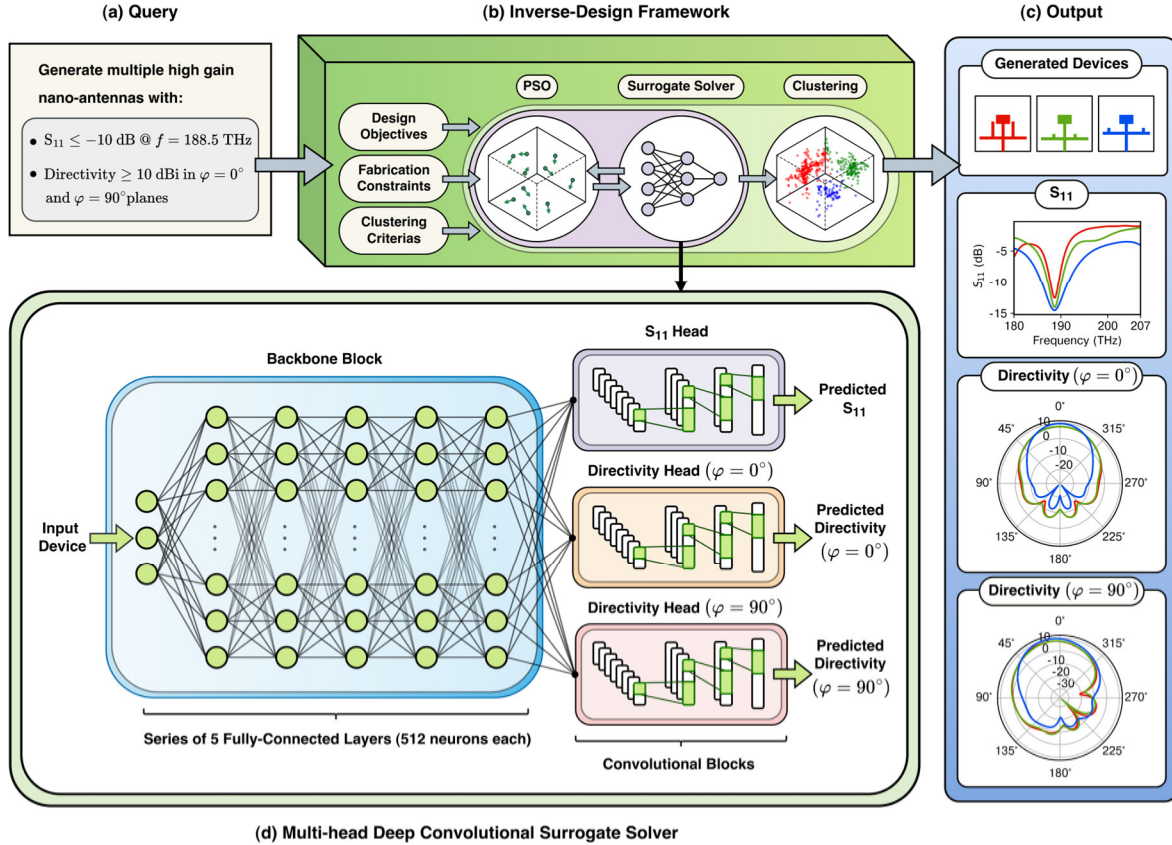 (a) Query
Generate multiple high gain
nano-antennas with:
• S₁₁ ≤ −10 dB @ f = 188.5 THz
• Directivity ≥ 10 dBi in φ = 0°
and φ = 90°planes
(b) Inverse-Design Framework
Design
Objectives
Fabrication
Constraints
Clustering
Criterias
PSO
Surrogate Solver
Clustering
(c) Output
Generated Devices
S₁₁
S₁₁ (dB)
-5
-10
-15
180
190
200
207
Frequency (THz)
Directivity (φ = 0°)
0°
45°
315°
10
0
-10
-20
90°
270°
135°
225°
180°
Directivity (φ = 90°)
0°
45°
315°
10
0
-10
-20
-30
90°
270°
135°
225°
180°
Backbone Block
Input
Device
Series of 5 Fully-Connected Layers (512 neurons each)
S₁₁ Head
Predicted
S₁₁
Directivity Head (φ = 0°)
Predicted
Directivity
(φ = 0°)
Directivity Head (φ = 90°)
Predicted
Directivity
(φ = 90°)
Convolutional Blocks
(d) Multi-head Deep Convolutional Surrogate Solver